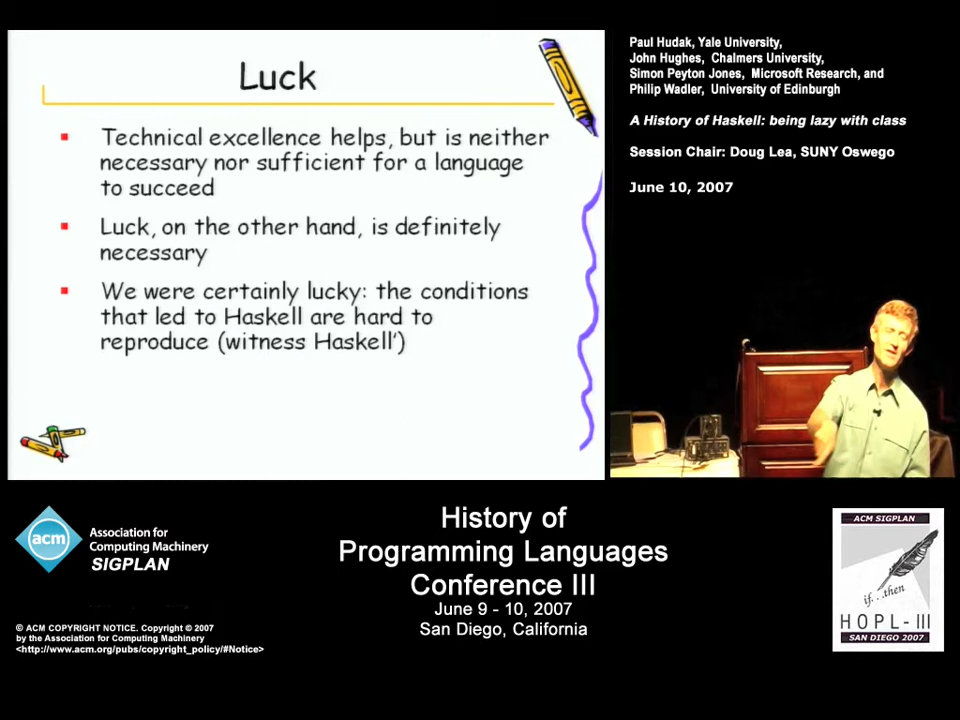 Luck
Technical excellence helps, but is neither
necessary nor sufficient for a language
to succeed
Luck, on the other hand, is definitely
necessary
We were certainly lucky: the conditions
that led to Haskell are hard to
reproduce (witness Haskell’)
Paul Hudak, Yale University,
John Hughes, Chalmers University,
Simon Peyton Jones, Microsoft Research, and
Philip Wadler, University of Edinburgh
A History of Haskell: being lazy with class
Session Chair: Doug Lea, SUNY Oswego
June 10, 2007
acm
Association for
Computing Machinery
SIGPLAN
© ACM COPYRIGHT NOTICE. Copyright © 2007
by the Association for Computing Machinery
<http://www.acm.org/pubs/copyright_policy/#Notice>
History of
Programming Languages
Conference III
June 9 - 10, 2007
San Diego, California
ACM SIGPLAN
if...then
HOPL-III
SAN DIEGO 2007